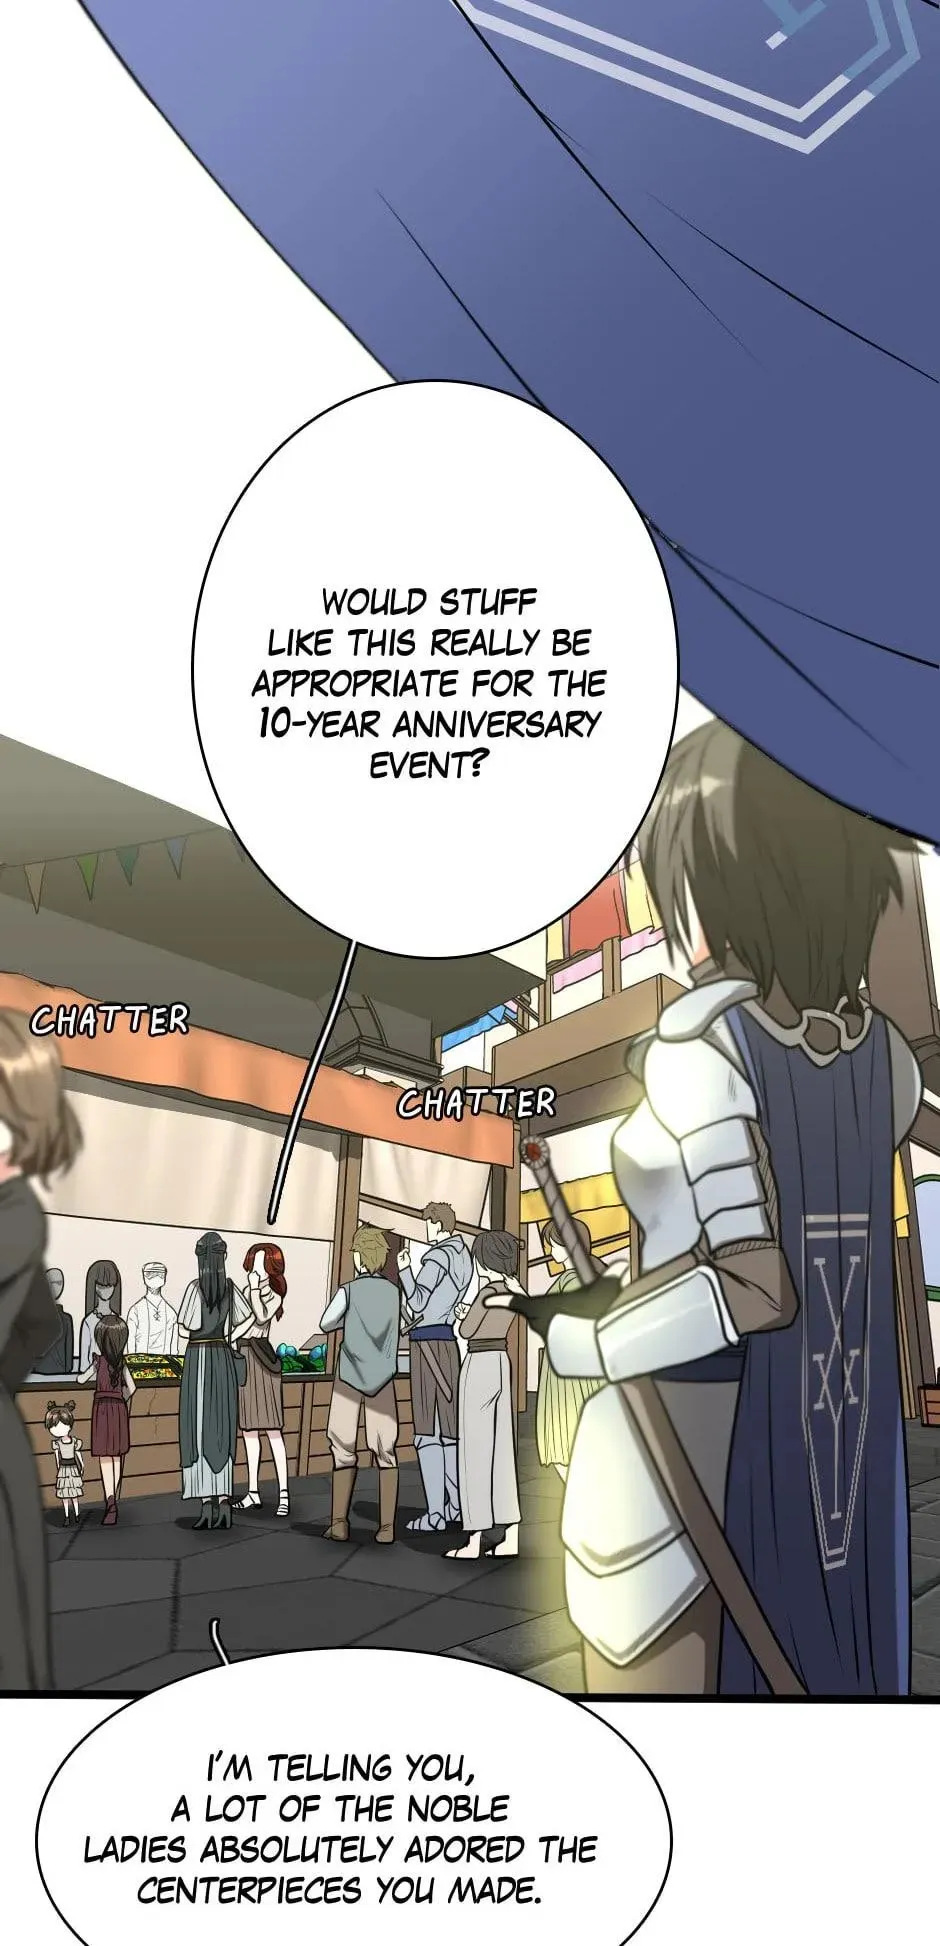 WOULD STUFF
LIKE THIS REALLY BE
APPROPRIATE FOR THE
10-YEAR ANNIVERSARY
EVENT?
CHATTER
CHATTER
I'M TELLING YOU,
A LOT OF THE NOBLE
LADIES ABSOLUTELY ADORED THE
CENTERPIECES YOU MADE.